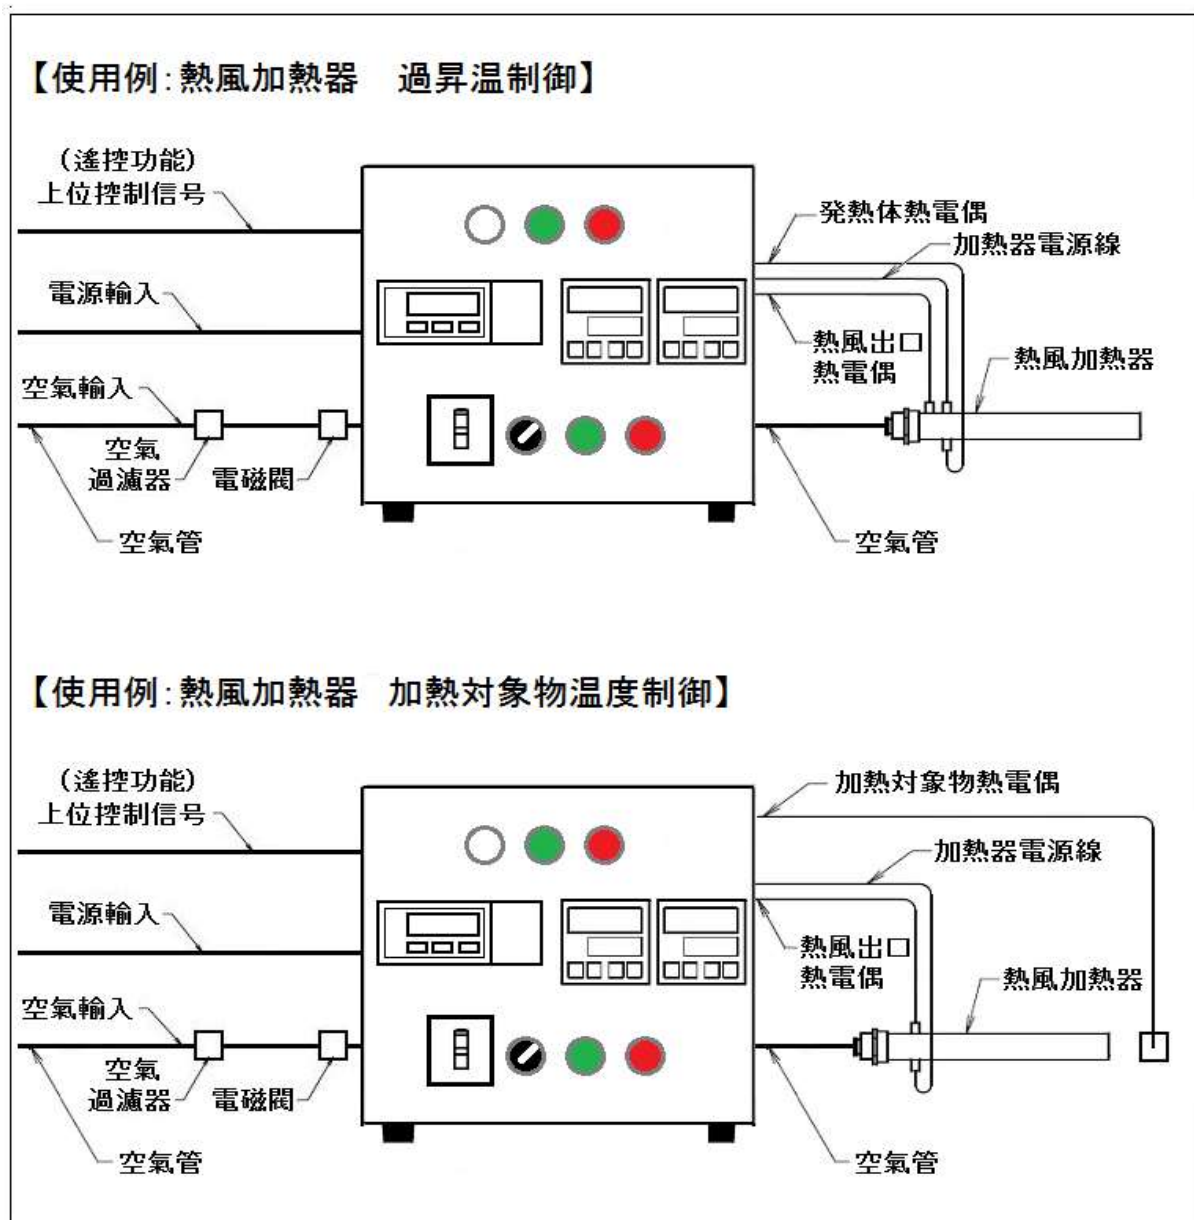 【使用例:熱風加熱器　過昇温制御】
(遙控功能)
上位控制信号
電源輸入
空氣輸入
空氣
過濾器
電磁閥
空氣管
発熱体熱電偶
加熱器電源線
熱風出口
熱電偶
熱風加熱器
空氣管
【使用例:熱風加熱器　加熱対象物温度制御】
(遙控功能)
上位控制信号
電源輸入
空氣輸入
空氣
過濾器
電磁閥
空氣管
加熱対象物熱電偶
加熱器電源線
熱風出口
熱電偶
熱風加熱器
空氣管